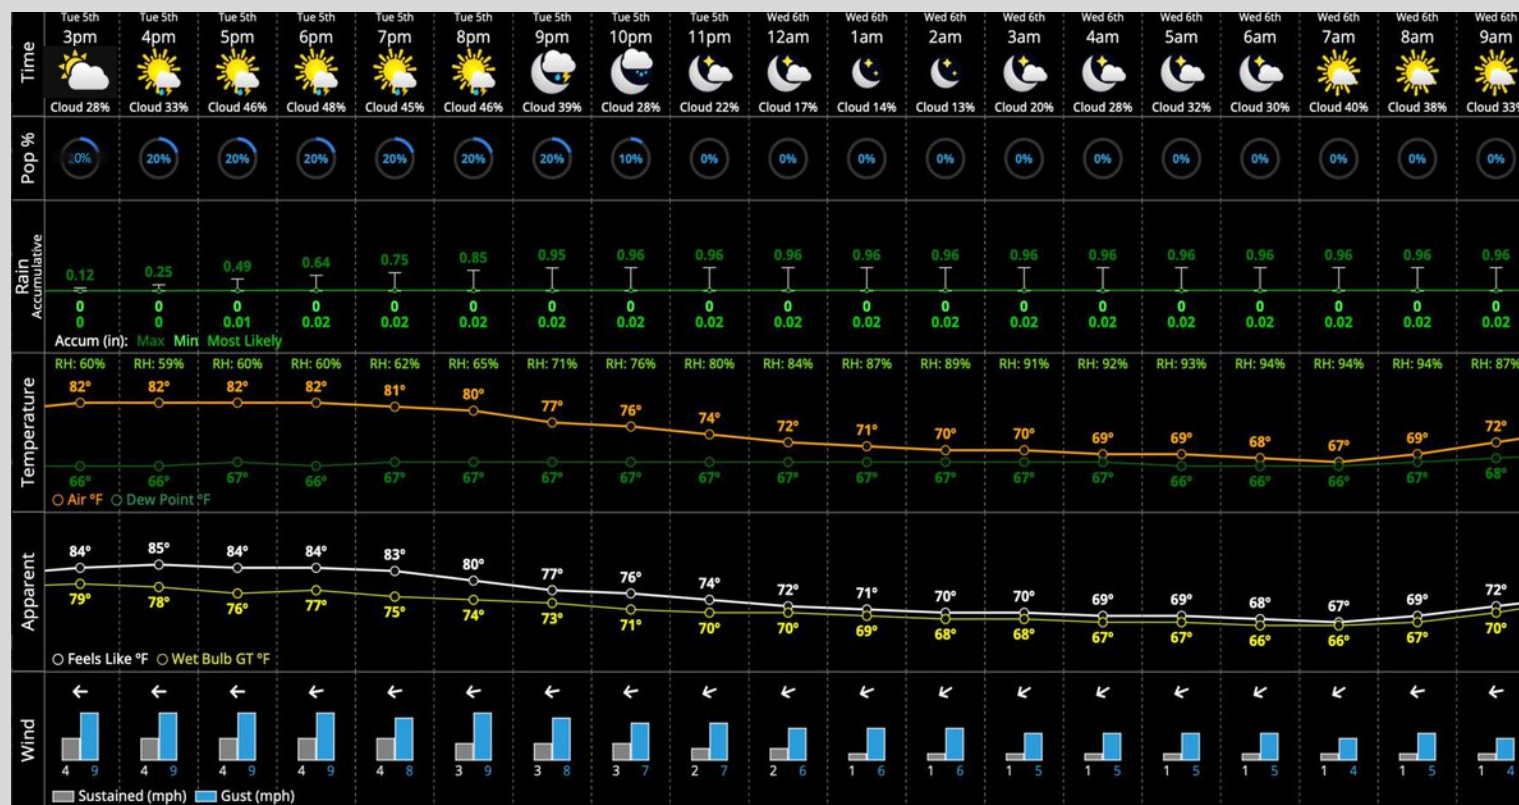 Tue 5th Tue 5th Tue 5th Tue 5th Tue 5th Tue 5th Tue 5th Tue 5th Tue 5th Wed 6th Wed 6th Wed 6th Wed 6th Wed 6th Wed 6th Wed 6th Wed 6th Wed 6th Wed 6th
3pm 4pm 5pm 6pm 7pm 8pm 9pm 10pm 11pm 12am 1am 2am 3am 4am 5am 6am 7am 8am 9am
Time
Cloud 28% Cloud 33% Cloud 46% Cloud 48% Cloud 45% Cloud 46% Cloud 39% Cloud 28% Cloud 22% Cloud 17% Cloud 14% Cloud 13% Cloud 20% Cloud 28% Cloud 32% Cloud 30% Cloud 40% Cloud 38% Cloud 33%
Pop %
20% 20% 20% 20% 20% 20% 10% 0% 0% 0% 0% 0% 0% 0% 0% 0% 0% 0%
Rain
Accumulative
0.12 0.25 0.49 0.64 0.75 0.85 0.95 0.96 0.96 0.96 0.96 0.96 0.96 0.96 0.96 0.96 0.96 0.96 0.96
0 0 0 0 0 0 0 0 0 0 0 0 0 0 0 0 0 0 0
0 0 0.01 0.02 0.02 0.02 0.02 0.02 0.02 0.02 0.02 0.02 0.02 0.02 0.02 0.02 0.02 0.02 0.02
Accum (in): Max Min Most Likely
Temperature
RH: 60% RH: 59% RH: 60% RH: 60% RH: 62% RH: 65% RH: 71% RH: 76% RH: 80% RH: 84% RH: 87% RH: 89% RH: 91% RH: 92% RH: 93% RH: 94% RH: 94% RH: 94% RH: 87%
82° 82° 82° 82° 81° 80° 77° 76° 74° 72° 71° 70° 70° 69° 69° 68° 67° 69° 72°
66° 66° 67° 66° 67° 67° 67° 67° 67° 67° 67° 67° 67° 67° 66° 66° 66° 67° 68°
Air °F Dew Point °F
Apparent
84° 85° 84° 84° 83° 80° 77° 76° 74° 72° 71° 70° 70° 69° 69° 68° 67° 69° 72°
79° 78° 76° 77° 75° 74° 73° 71° 70° 70° 69° 68° 68° 67° 67° 66° 66° 67° 70°
Feels Like °F Wet Bulb GT °F
Wind
4 9 4 9 4 9 4 9 4 8 3 9 3 8 3 7 2 7 2 6 1 6 1 6 1 5 1 5 1 5 1 5 1 4 1 5 1 4
Sustained (mph) Gust (mph)